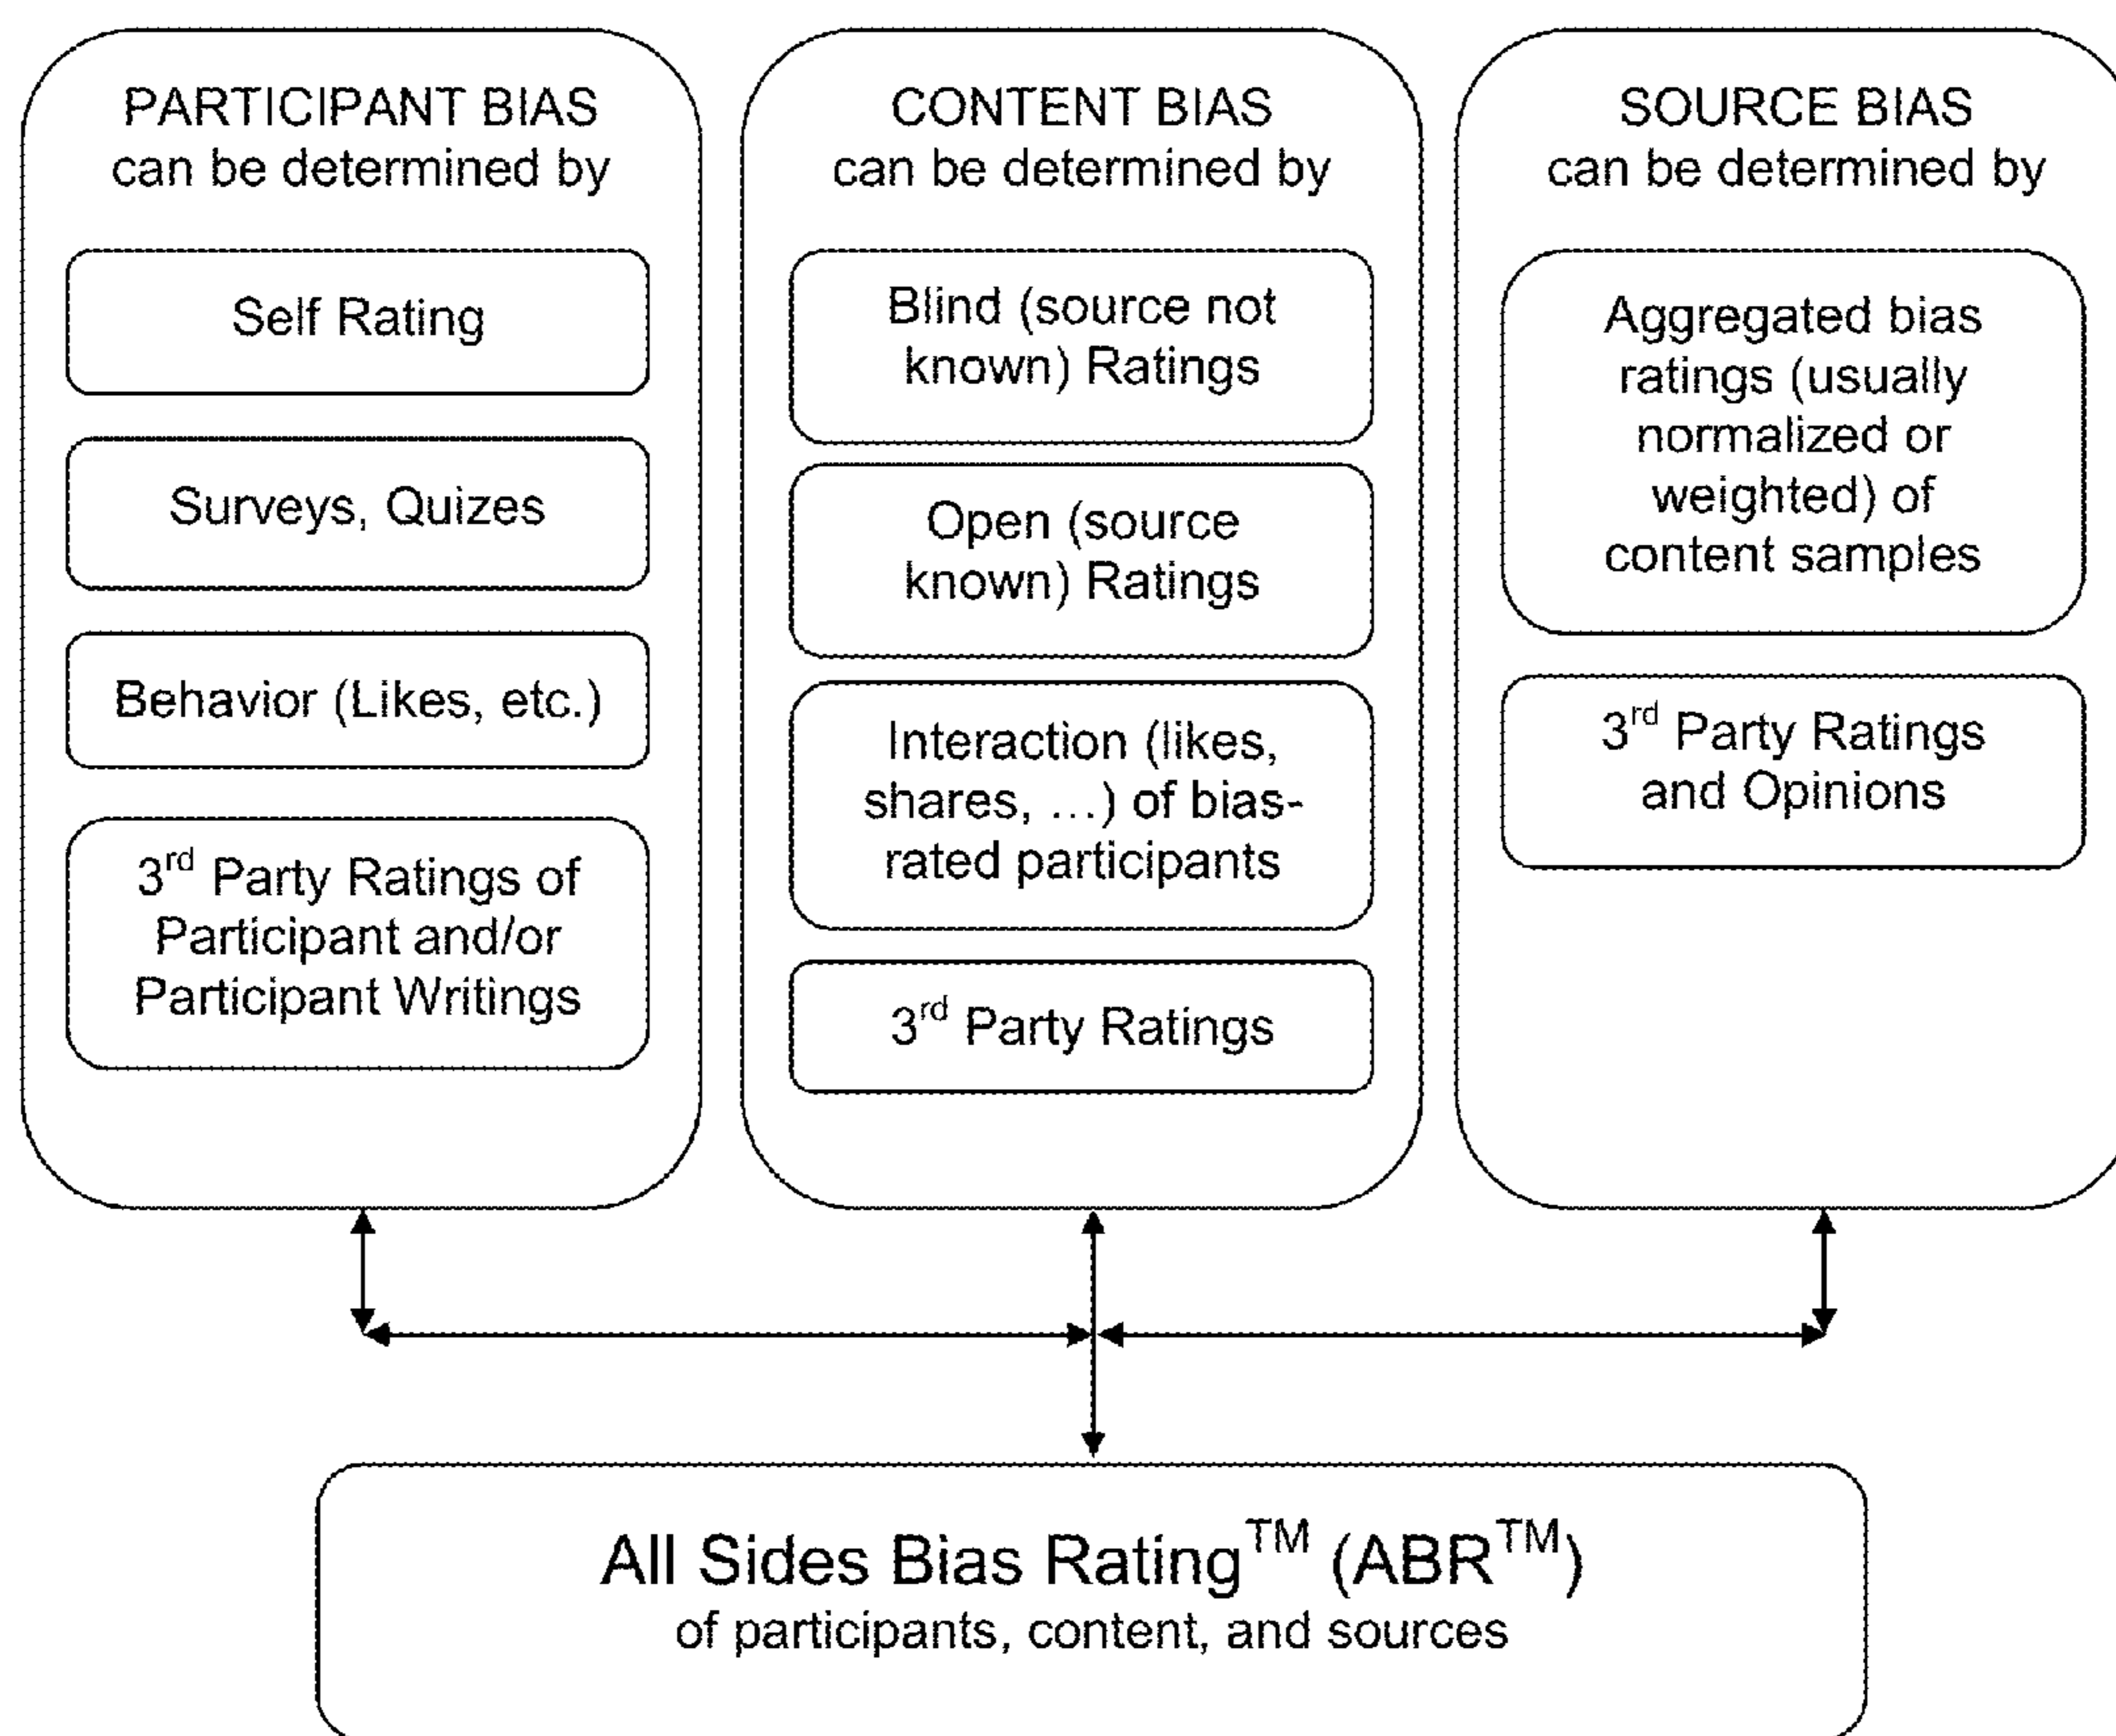 PARTICIPANT BIAS
can be determined by
Self Rating
Surveys, Quizes
Behavior (Likes, etc.)
3rd Party Ratings of
Participant and/or
Participant Writings
CONTENT BIAS
can be determined by
Blind (source not
known) Ratings
Open (source
known) Ratings
Interaction (likes,
shares, ...) of bias-
rated participants
3rd Party Ratings
SOURCE BIAS
can be determined by
Aggregated bias
ratings (usually
normalized or
weighted) of
content samples
3rd Party Ratings
and Opinions
All Sides Bias Rating™ (ABR™)
of participants, content, and sources